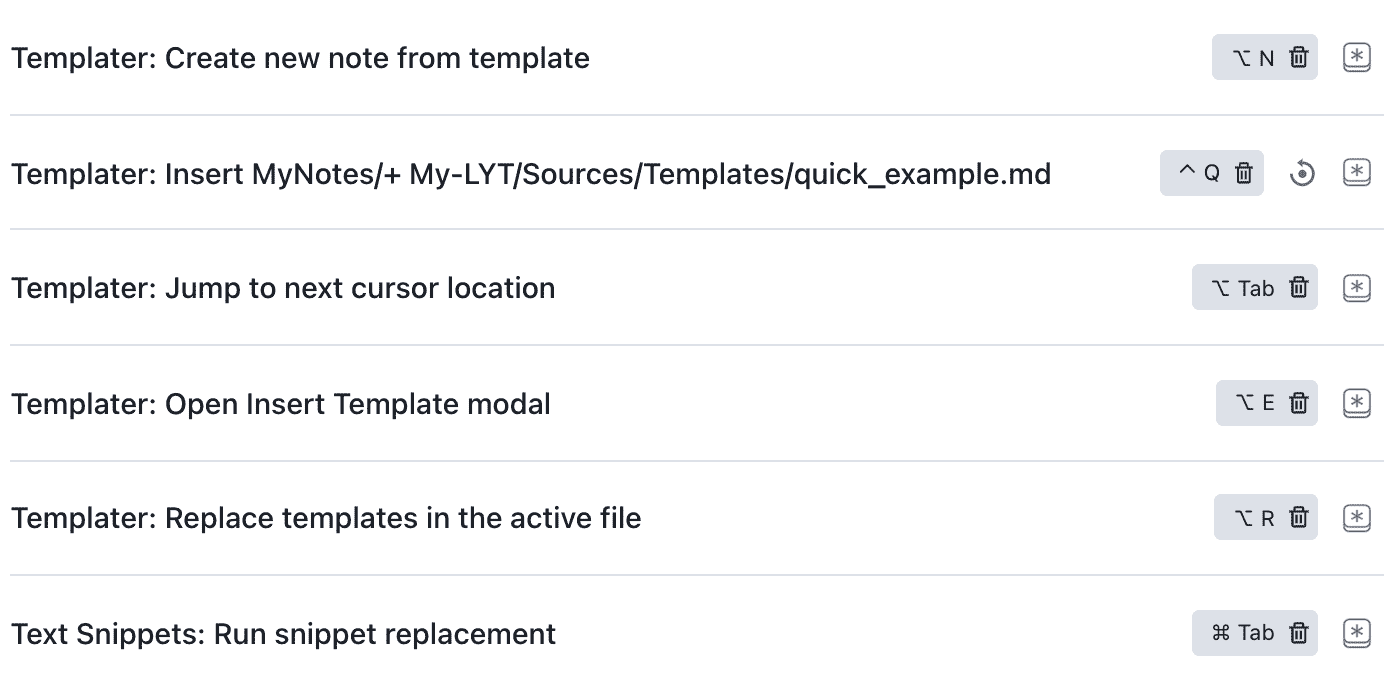 Templater: Create new note from template ⌥ N
Templater: Insert MyNotes/+ My-LYT/Sources/Templates/quick_example.md ^ Q
Templater: Jump to next cursor location ⌥ Tab
Templater: Open Insert Template modal ⌥ E
Templater: Replace templates in the active file ⌥ R
Text Snippets: Run snippet replacement ⌘ Tab